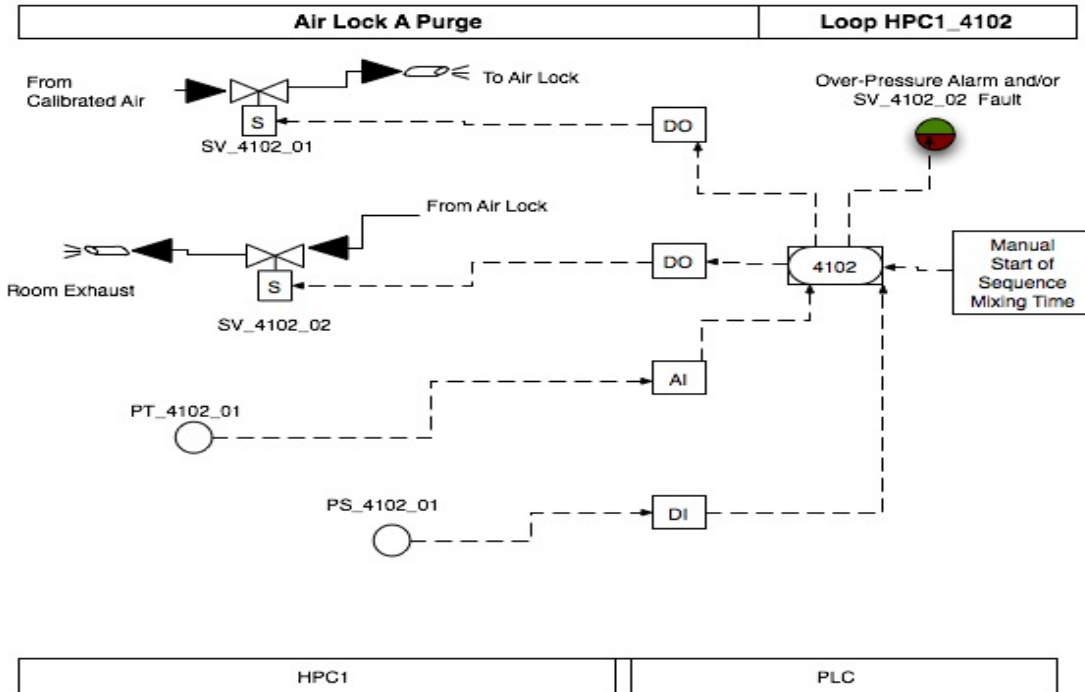 Air Lock A Purge
Loop HPC1_4102
From
Calibrated Air
To Air Lock
S
SV_4102_01
DO
Over-Pressure Alarm and/or
SV_4102_02 Fault
From Air Lock
Room Exhaust
S
SV_4102_02
DO
4102
Manual
Start of
Sequence
Mixing Time
AI
PT_4102_01
PS_4102_01
DI
HPC1
PLC